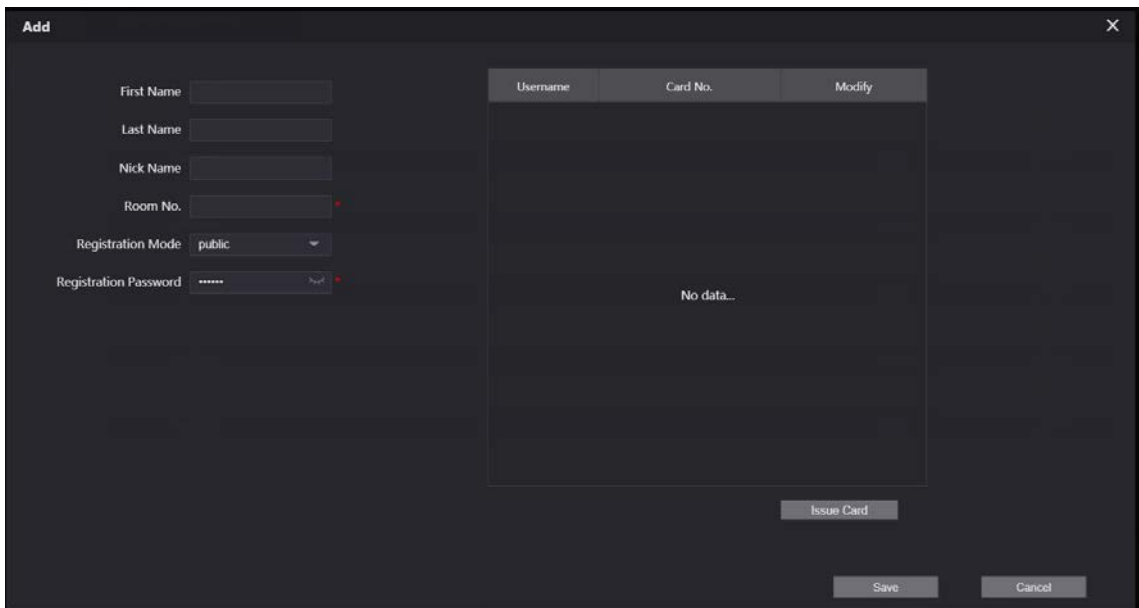 Add
First Name
Last Name
Nick Name
Room No. *
Registration Mode public
Registration Password •••••• *
Username Card No. Modify
No data...
Issue Card
Save Cancel